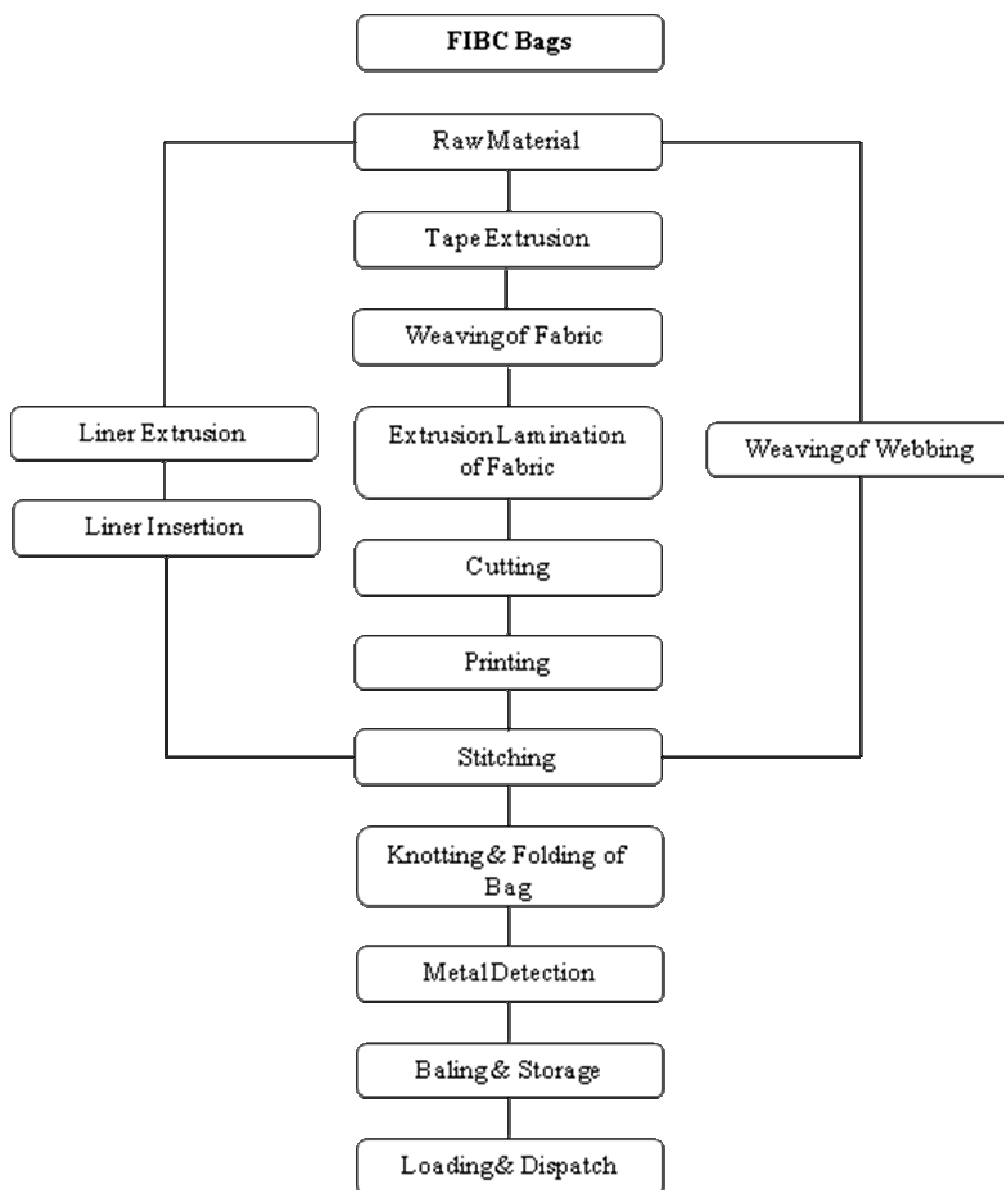 FIBC Bags
Raw Material
Tape Extrusion
Weaving of Fabric
Liner Extrusion
Extrusion Lamination
of Fabric
Weaving of Webbing
Liner Insertion
Cutting
Printing
Stitching
Knotting & Folding of
Bag
Metal Detection
Baling & Storage
Loading & Dispatch